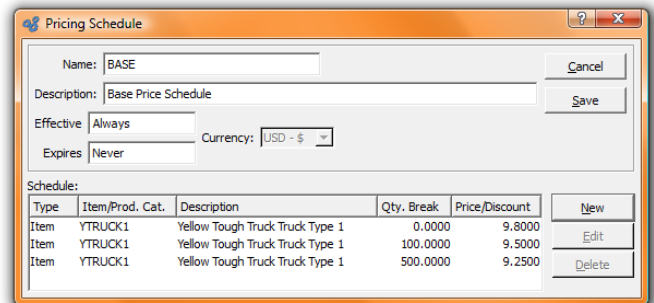 Pricing Schedule
? X
Name: BASE
Cancel
Description: Base Price Schedule
Save
Effective Always
Currency: USD - $
Expires Never
Schedule:
Type Item/Prod. Cat. Description Qty. Break Price/Discount
New
Item YTRUCK1 Yellow Tough Truck Truck Type 1 0.0000 9.8000
Item YTRUCK1 Yellow Tough Truck Truck Type 1 100.0000 9.5000
Edit
Item YTRUCK1 Yellow Tough Truck Truck Type 1 500.0000 9.2500
Delete